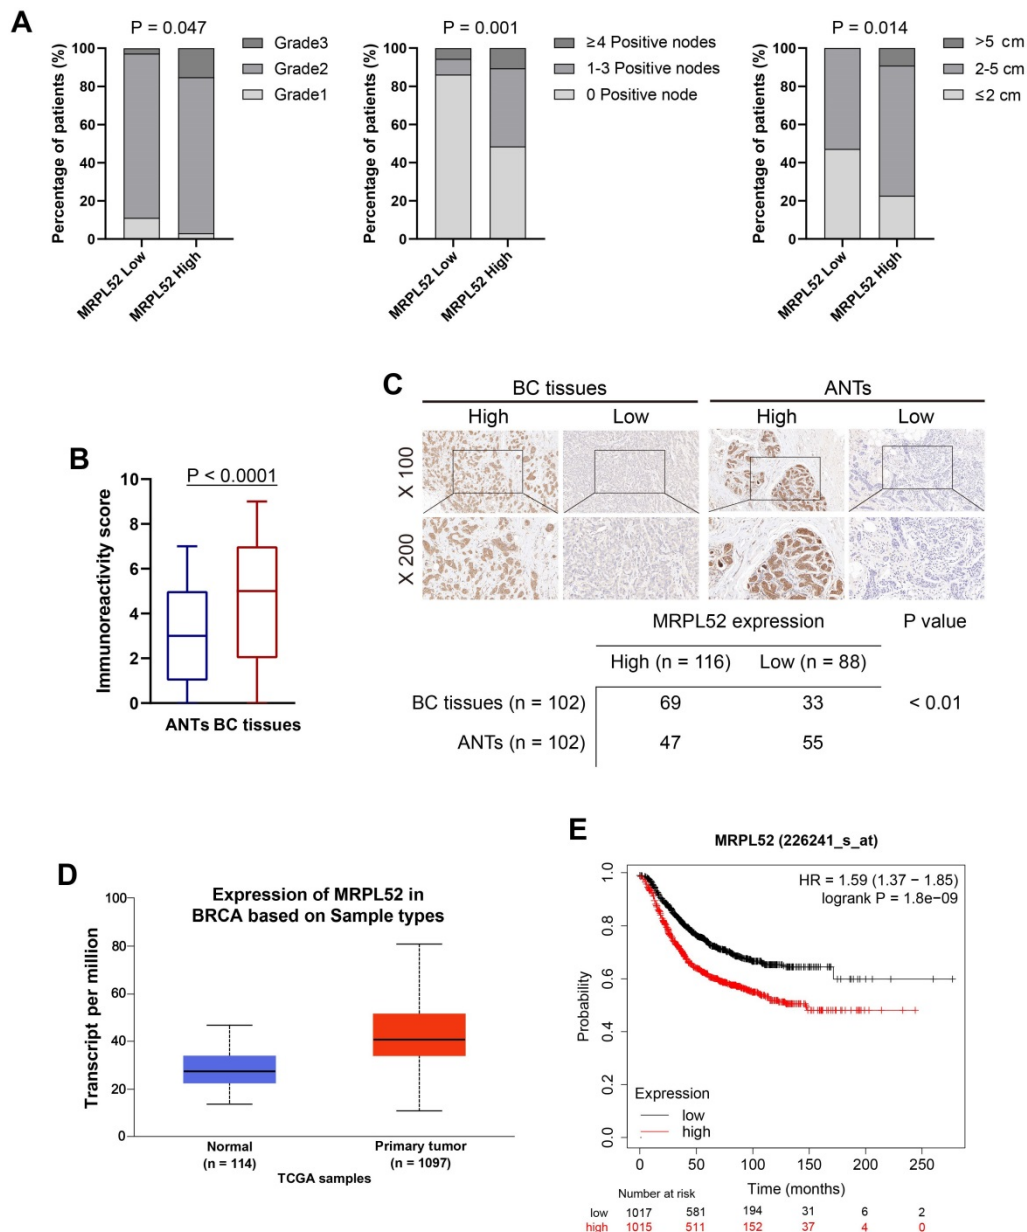 A
P = 0.047
Percentage of patients (%)
100
80
60
40
20
0
MRPL52 Low
MRPL52 High
Grade3
Grade2
Grade1
P = 0.001
Percentage of patients (%)
100
80
60
40
20
0
MRPL52 Low
MRPL52 High
≥4 Positive nodes
1-3 Positive nodes
0 Positive node
P = 0.014
Percentage of patients (%)
100
80
60
40
20
0
MRPL52 Low
MRPL52 High
>5 cm
2-5 cm
≤2 cm
B
P < 0.0001
Immunoreactivity score
10
8
6
4
2
0
ANTs BC tissues
C
BC tissues ANTs
High Low High Low
X 100
X 200
MRPL52 expression P value
High (n = 116) Low (n = 88)
BC tissues (n = 102) 69 33 < 0.01
ANTs (n = 102) 47 55
D
Expression of MRPL52 in
BRCA based on Sample types
Transcript per million
100
80
60
40
20
0
Normal
(n = 114)
Primary tumor
(n = 1097)
TCGA samples
E
MRPL52 (226241_s_at)
HR = 1.59 (1.37 − 1.85)
logrank P = 1.8e−09
Probability
1.0
0.8
0.6
0.4
0.2
0.0
Expression
low
high
0 50 100 150 200 250
Time (months)
Number at risk
low 1017 581 194 31 6 2
high 1015 511 152 37 4 0